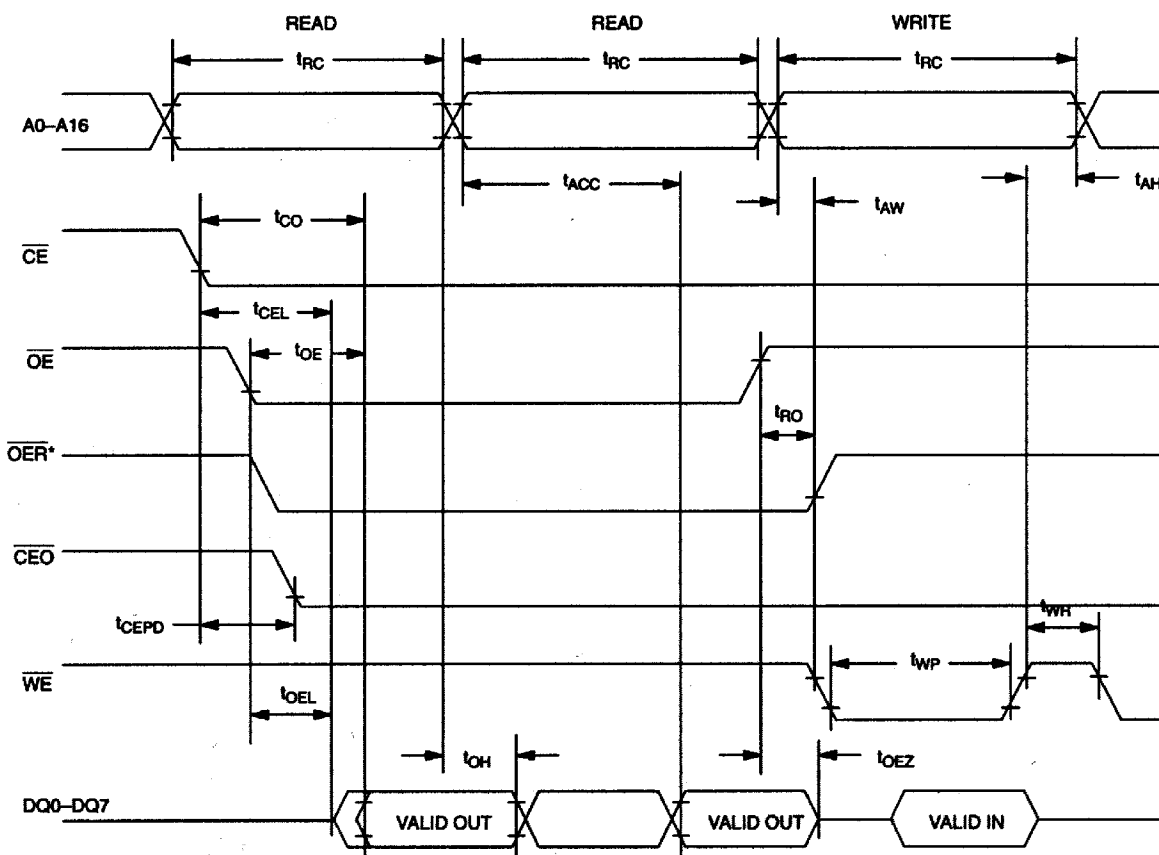 READ READ WRITE
tRC tRC tRC
A0–A16
tACC tAH
tCO tAW
CE
tCEL
OE tOE
tRO
OER*
CEO
tCEPD tWR
tWP
WE
tOEL
tOH tOEZ
DQ0–DQ7 VALID OUT VALID OUT VALID IN